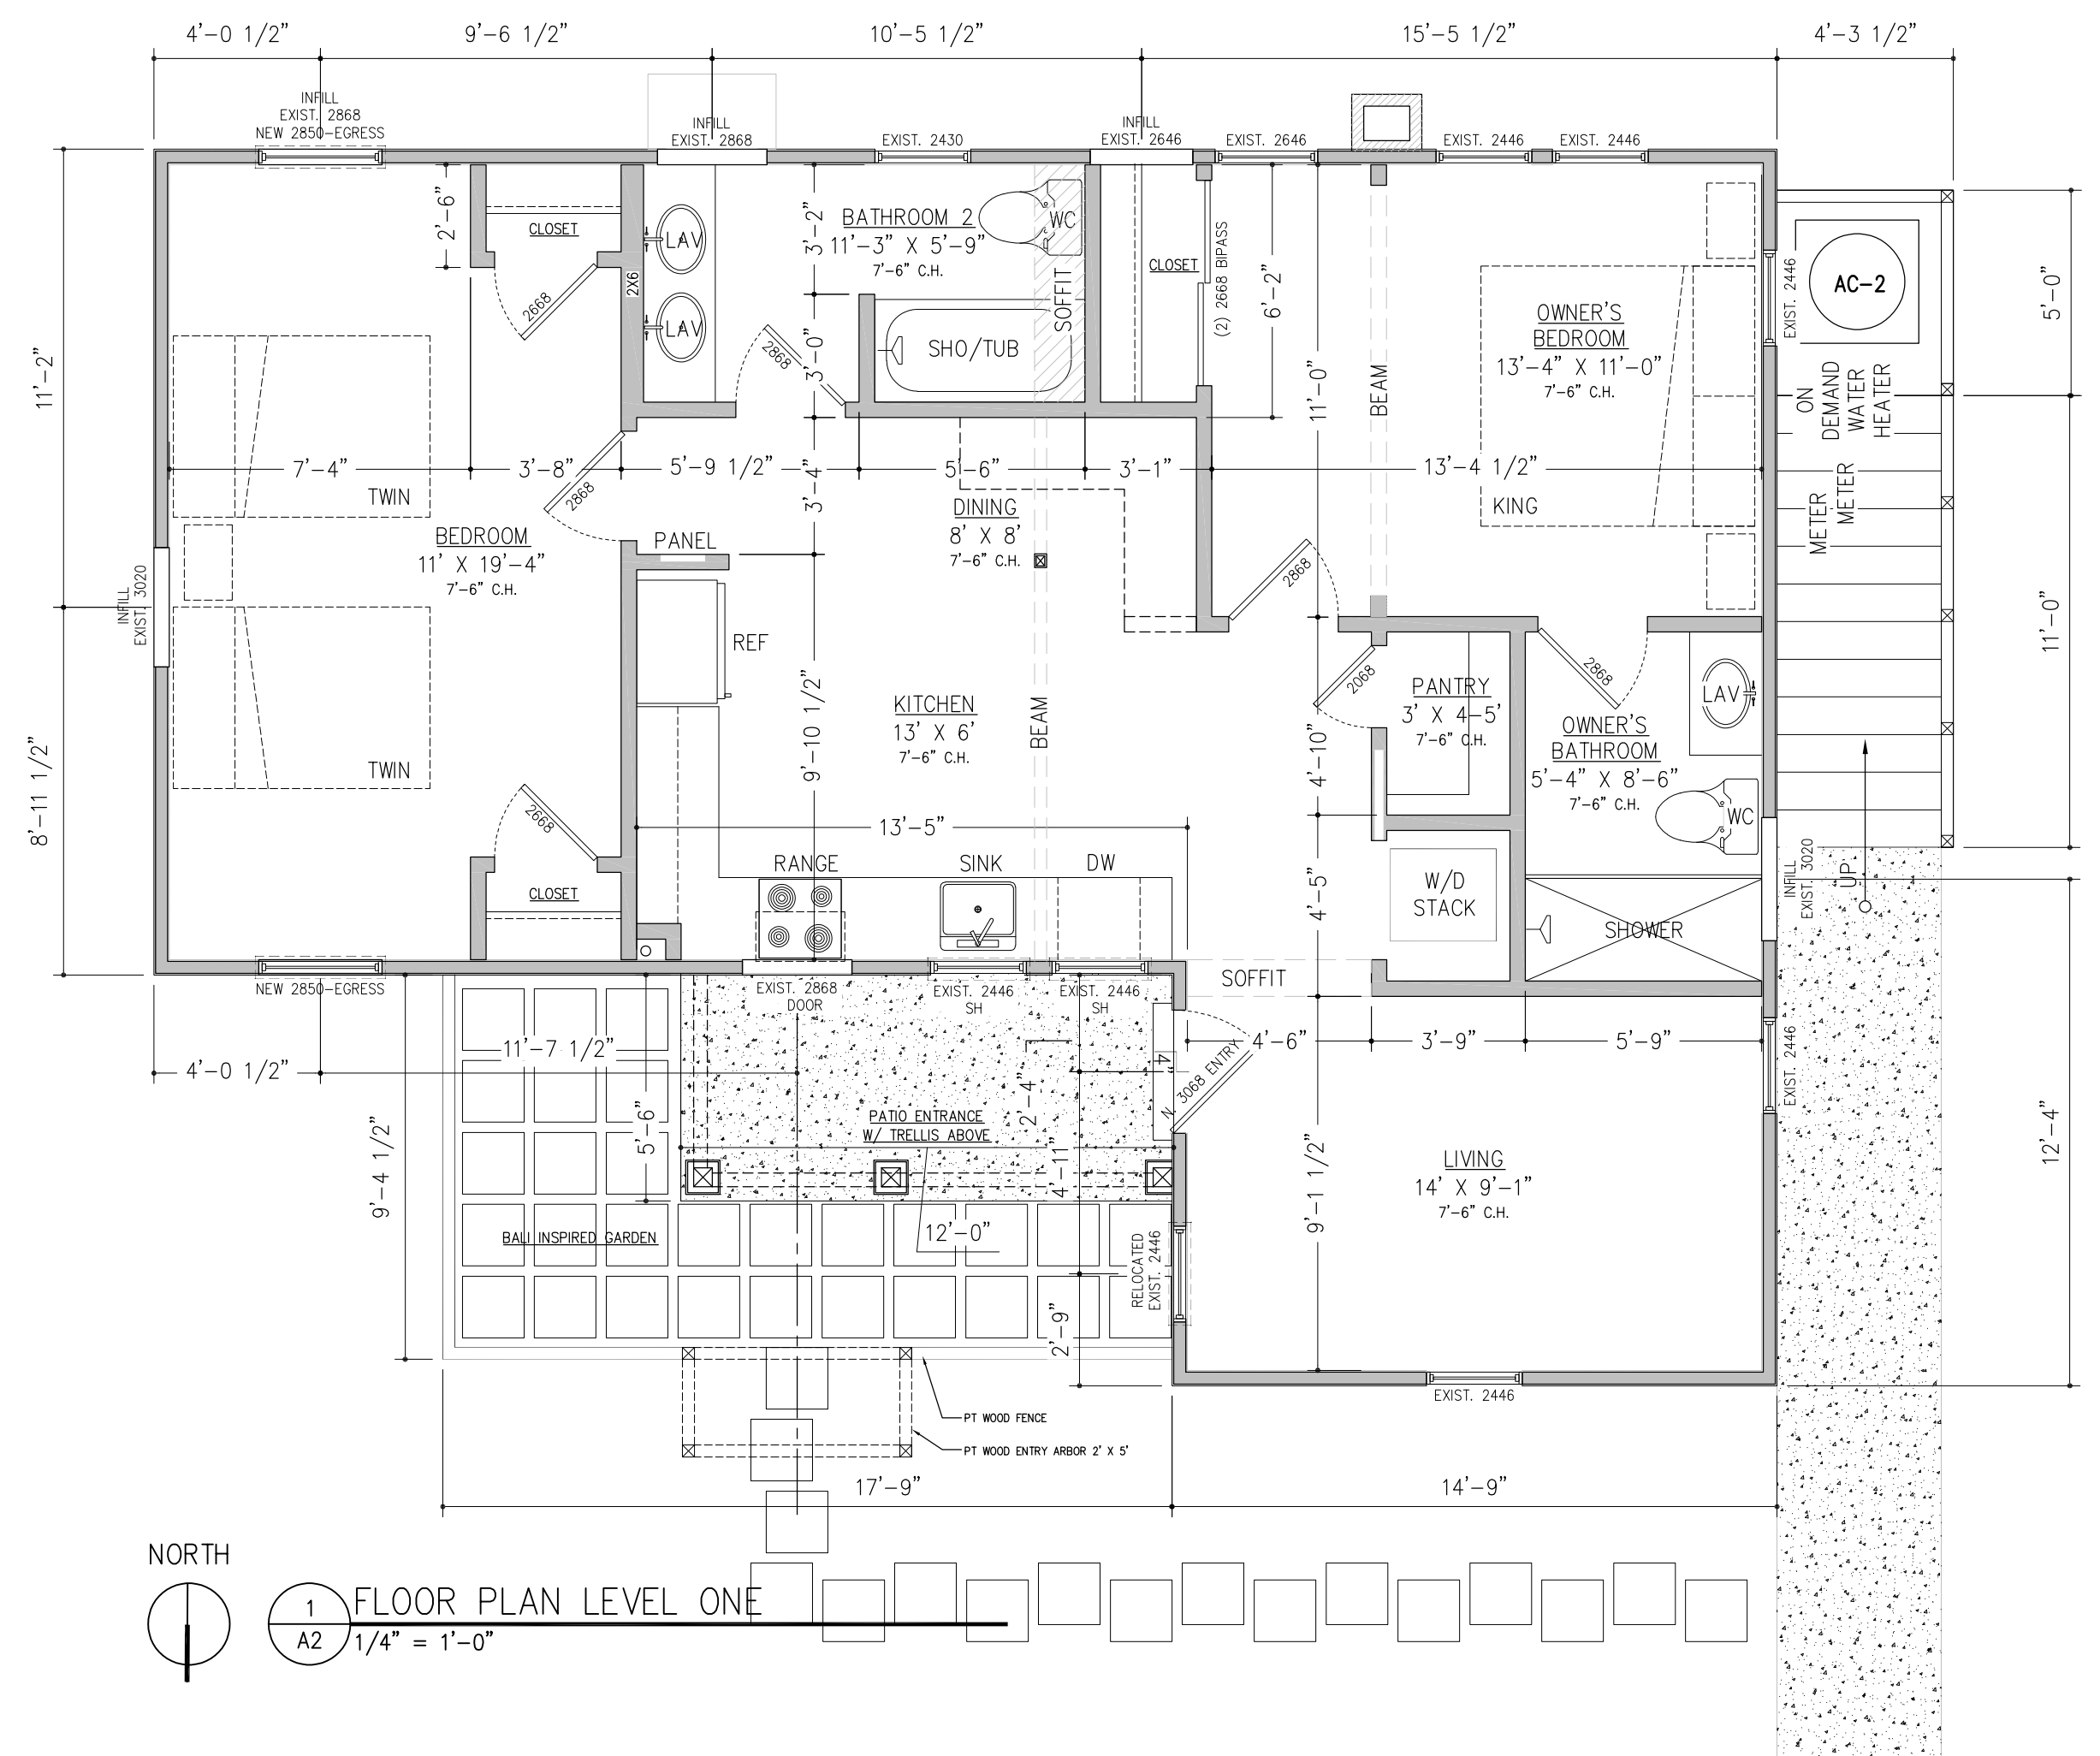 4'-0 1/2"
9'-6 1/2"
10'-5 1/2"
15'-5 1/2"
4'-3 1/2"
INFILL
EXIST. 2868
NEW 2850-EGRESS
INFILL
EXIST. 2868
EXIST. 2430
INFILL
EXIST. 2646
EXIST. 2646
EXIST. 2446
EXIST. 2446
2'-6"
CLOSET
2668
2X6
LAV
LAV
3'-2"
BATHROOM 2
11'-3" X 5'-9"
7'-6" C.H.
WC
SOFFIT
3'-0"
2868
SHO/TUB
CLOSET
(2) 2668 BIPASS
6'-2"
11'-0"
BEAM
OWNER'S
BEDROOM
13'-4" X 11'-0"
7'-6" C.H.
KING
EXIST. 2446
AC-2
ON
DEMAND
WATER
HEATER
METER
METER
5'-0"
11'-0"
11'-2"
8'-11 1/2"
7'-4"
3'-8"
5'-9 1/2"
5'-6"
3'-1"
13'-4 1/2"
TWIN
2868
3'-4"
BEDROOM
11' X 19'-4"
7'-6" C.H.
PANEL
DINING
8' X 8'
7'-6" C.H.
2868
INFILL
EXIST. 3020
REF
9'-10 1/2"
KITCHEN
13' X 6'
7'-6" C.H.
BEAM
2068
PANTRY
3' X 4-5'
7'-6" C.H.
4'-10"
2868
LAV
OWNER'S
BATHROOM
5'-4" X 8'-6"
7'-6" C.H.
WC
TWIN
2668
CLOSET
13'-5"
RANGE
SINK
DW
4'-5"
W/D
STACK
SHOWER
INFILL
EXIST. 3020
UP
NEW 2850-EGRESS
EXIST. 2868
DOOR
EXIST. 2446
SH
EXIST. 2446
SH
SOFFIT
4'-0 1/2"
11'-7 1/2"
4'-6"
3'-9"
5'-9"
EXIST. 2446
4"
N. 3068 ENTRY
2'-4"
9'-4 1/2"
5'-6"
PATIO ENTRANCE
W/ TRELLIS ABOVE
4'-11"
9'-1 1/2"
LIVING
14' X 9'-1"
7'-6" C.H.
12'-4"
BALI INSPIRED GARDEN
12'-0"
RELOCATED
EXIST. 2446
2'-9"
EXIST. 2446
PT WOOD FENCE
PT WOOD ENTRY ARBOR 2' X 5'
17'-9"
14'-9"
NORTH
1
A2
FLOOR PLAN LEVEL ONE
1/4" = 1'-0"